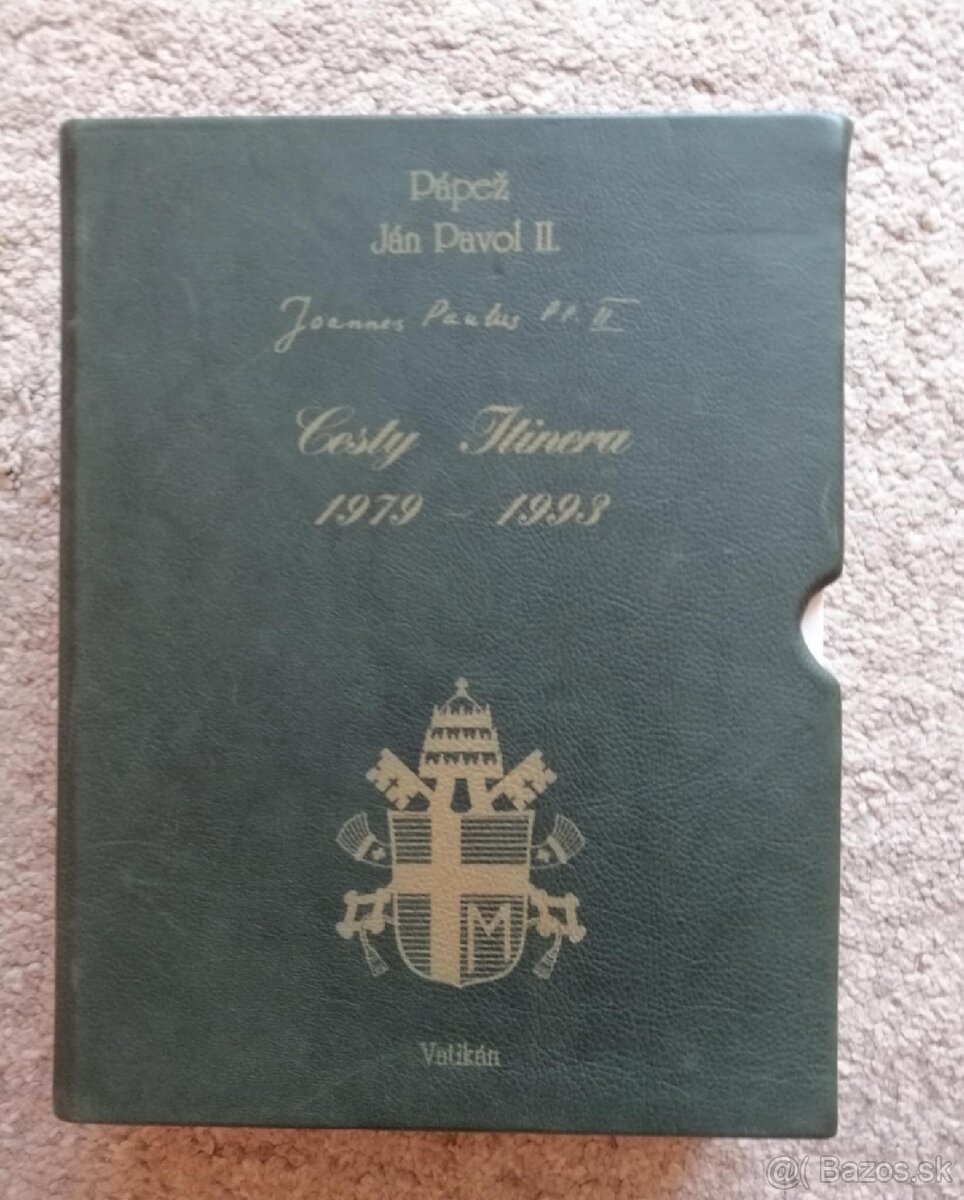 Pápež
Ján Pavol II.
Joannes Paulus PP. II
Cesty Itinera
1979 - 1993
M
Vatikán
@( Bazos.sk